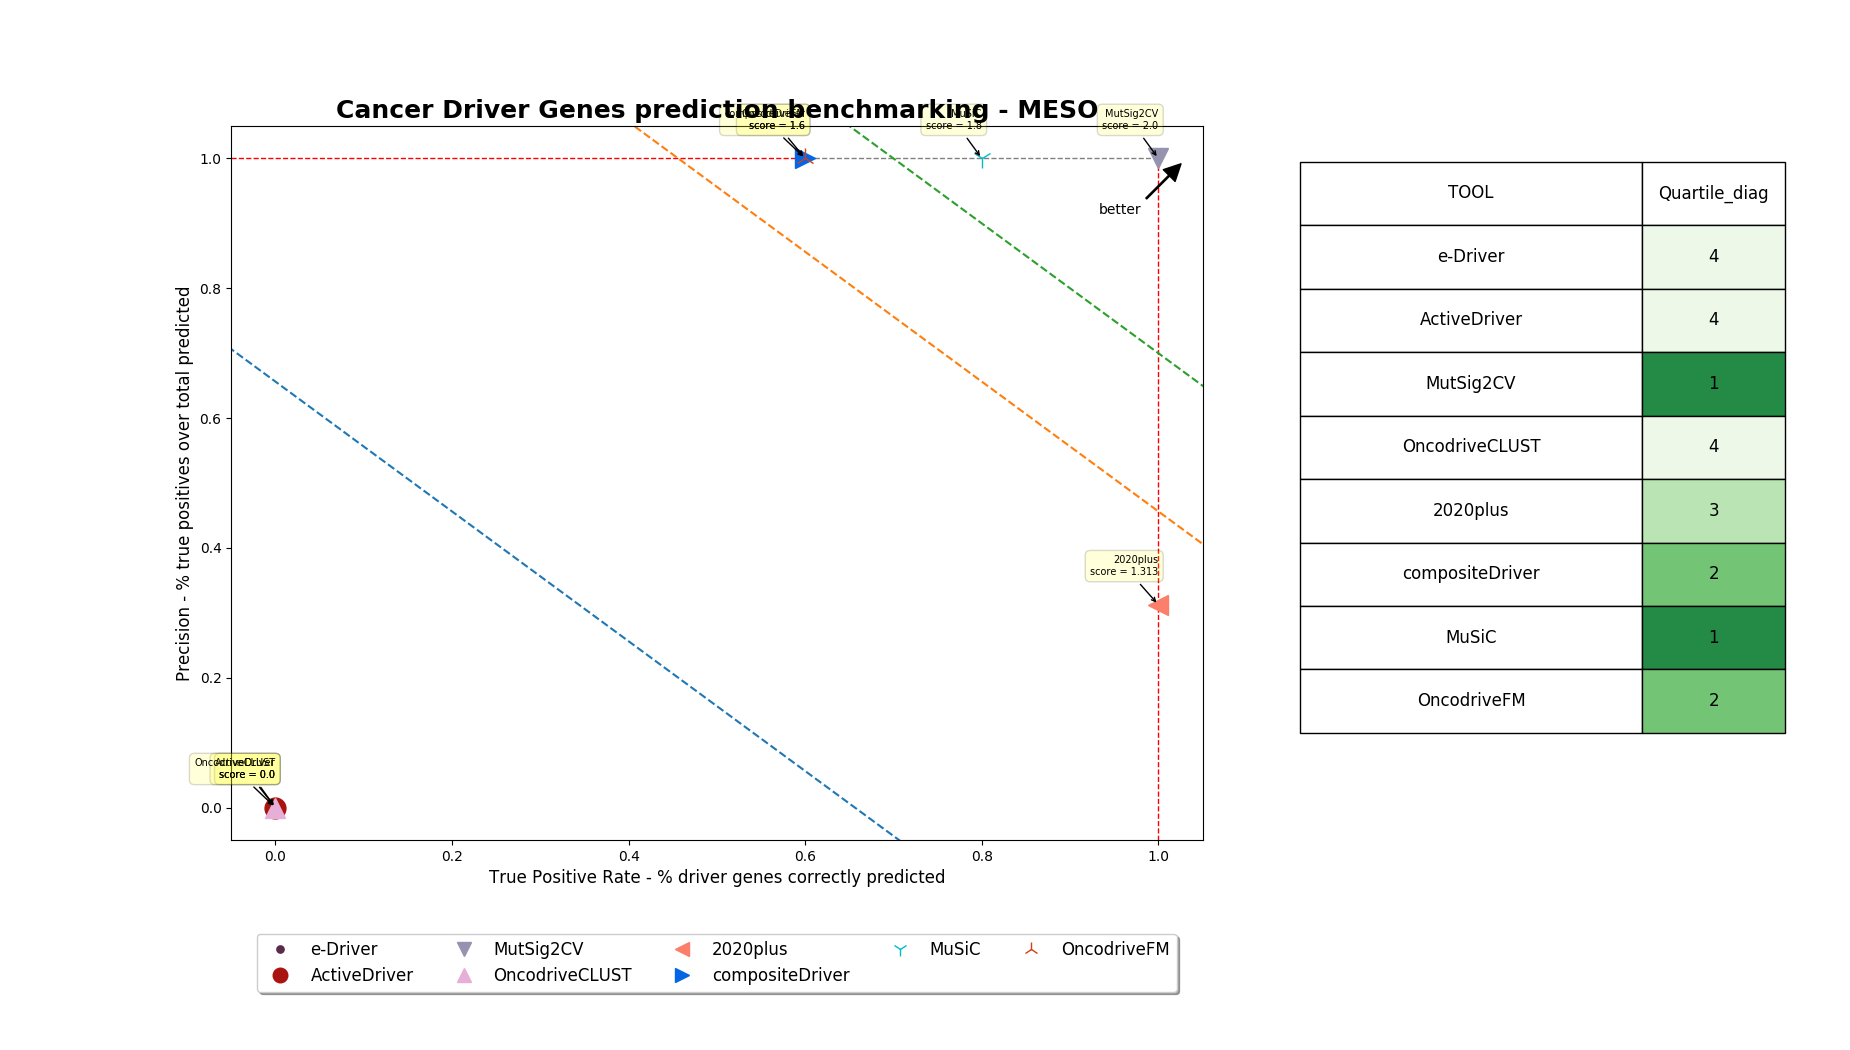 Cancer Driver Genes prediction benchmarking - MESO
score = 1.6
MuSiC
score = 1.8
MutSig2CV
score = 2.0
better
2020plus
score = 1.313
ActiveDriver
score = 0.0
1.0
0.8
0.6
0.4
0.2
0.0
Precision - % true positives over total predicted
0.0 0.2 0.4 0.6 0.8 1.0
True Positive Rate - % driver genes correctly predicted
e-Driver MutSig2CV 2020plus MuSiC OncodriveFM
ActiveDriver OncodriveCLUST compositeDriver
TOOL Quartile_diag
e-Driver 4
ActiveDriver 4
MutSig2CV 1
OncodriveCLUST 4
2020plus 3
compositeDriver 2
MuSiC 1
OncodriveFM 2